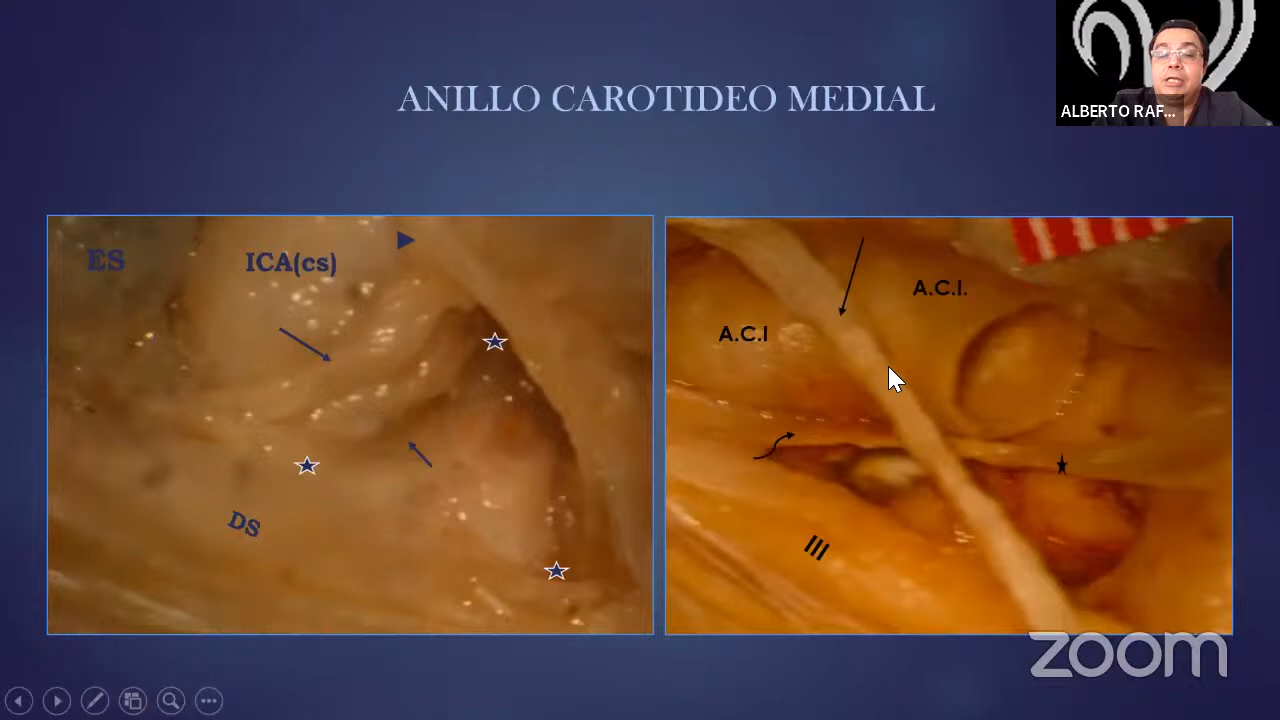 ANILLO CAROTIDEO MEDIAL
ALBERTO RAF...
ES
ICA(cs)
DS
A.C.I
A.C.I.
III
zoom